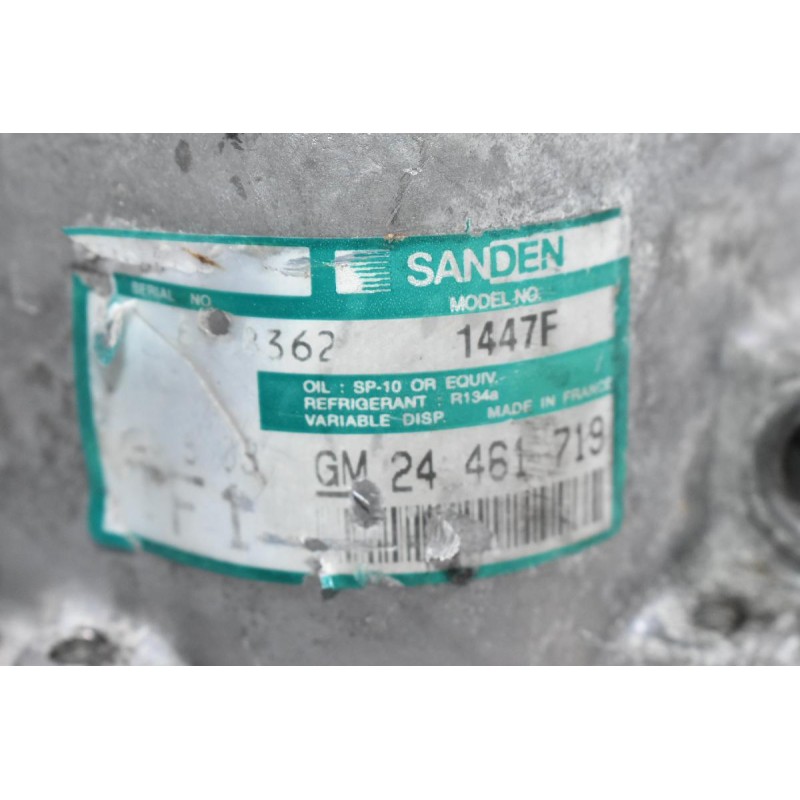 SANDEN
SERIAL NO.
MODEL NO.
362
1447F
OIL : SP-10 OR EQUIV.
REFRIGERANT : R134a
VARIABLE DISP. MADE IN FRANCE
GM 24 461 719
F 1